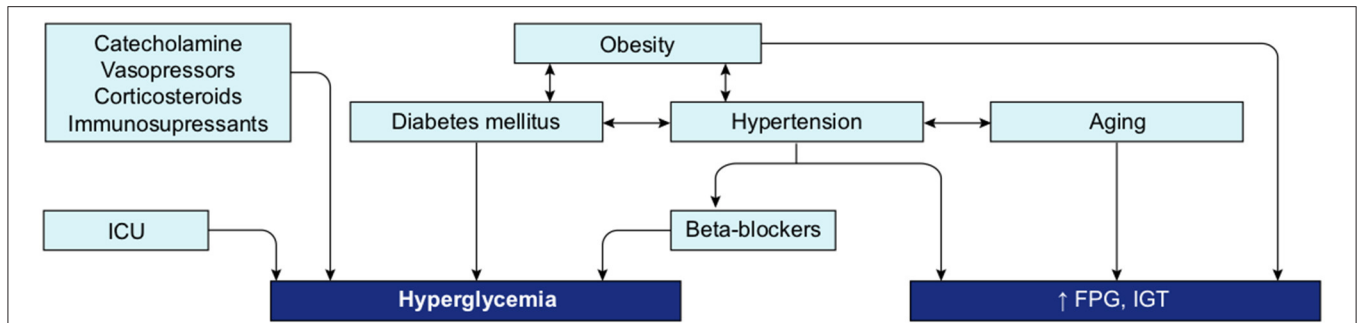 Catecholamine
Vasopressors
Corticosteroids
Immunosupressants
Obesity
Diabetes mellitus
Hypertension
Aging
ICU
Beta-blockers
Hyperglycemia
↑ FPG, IGT